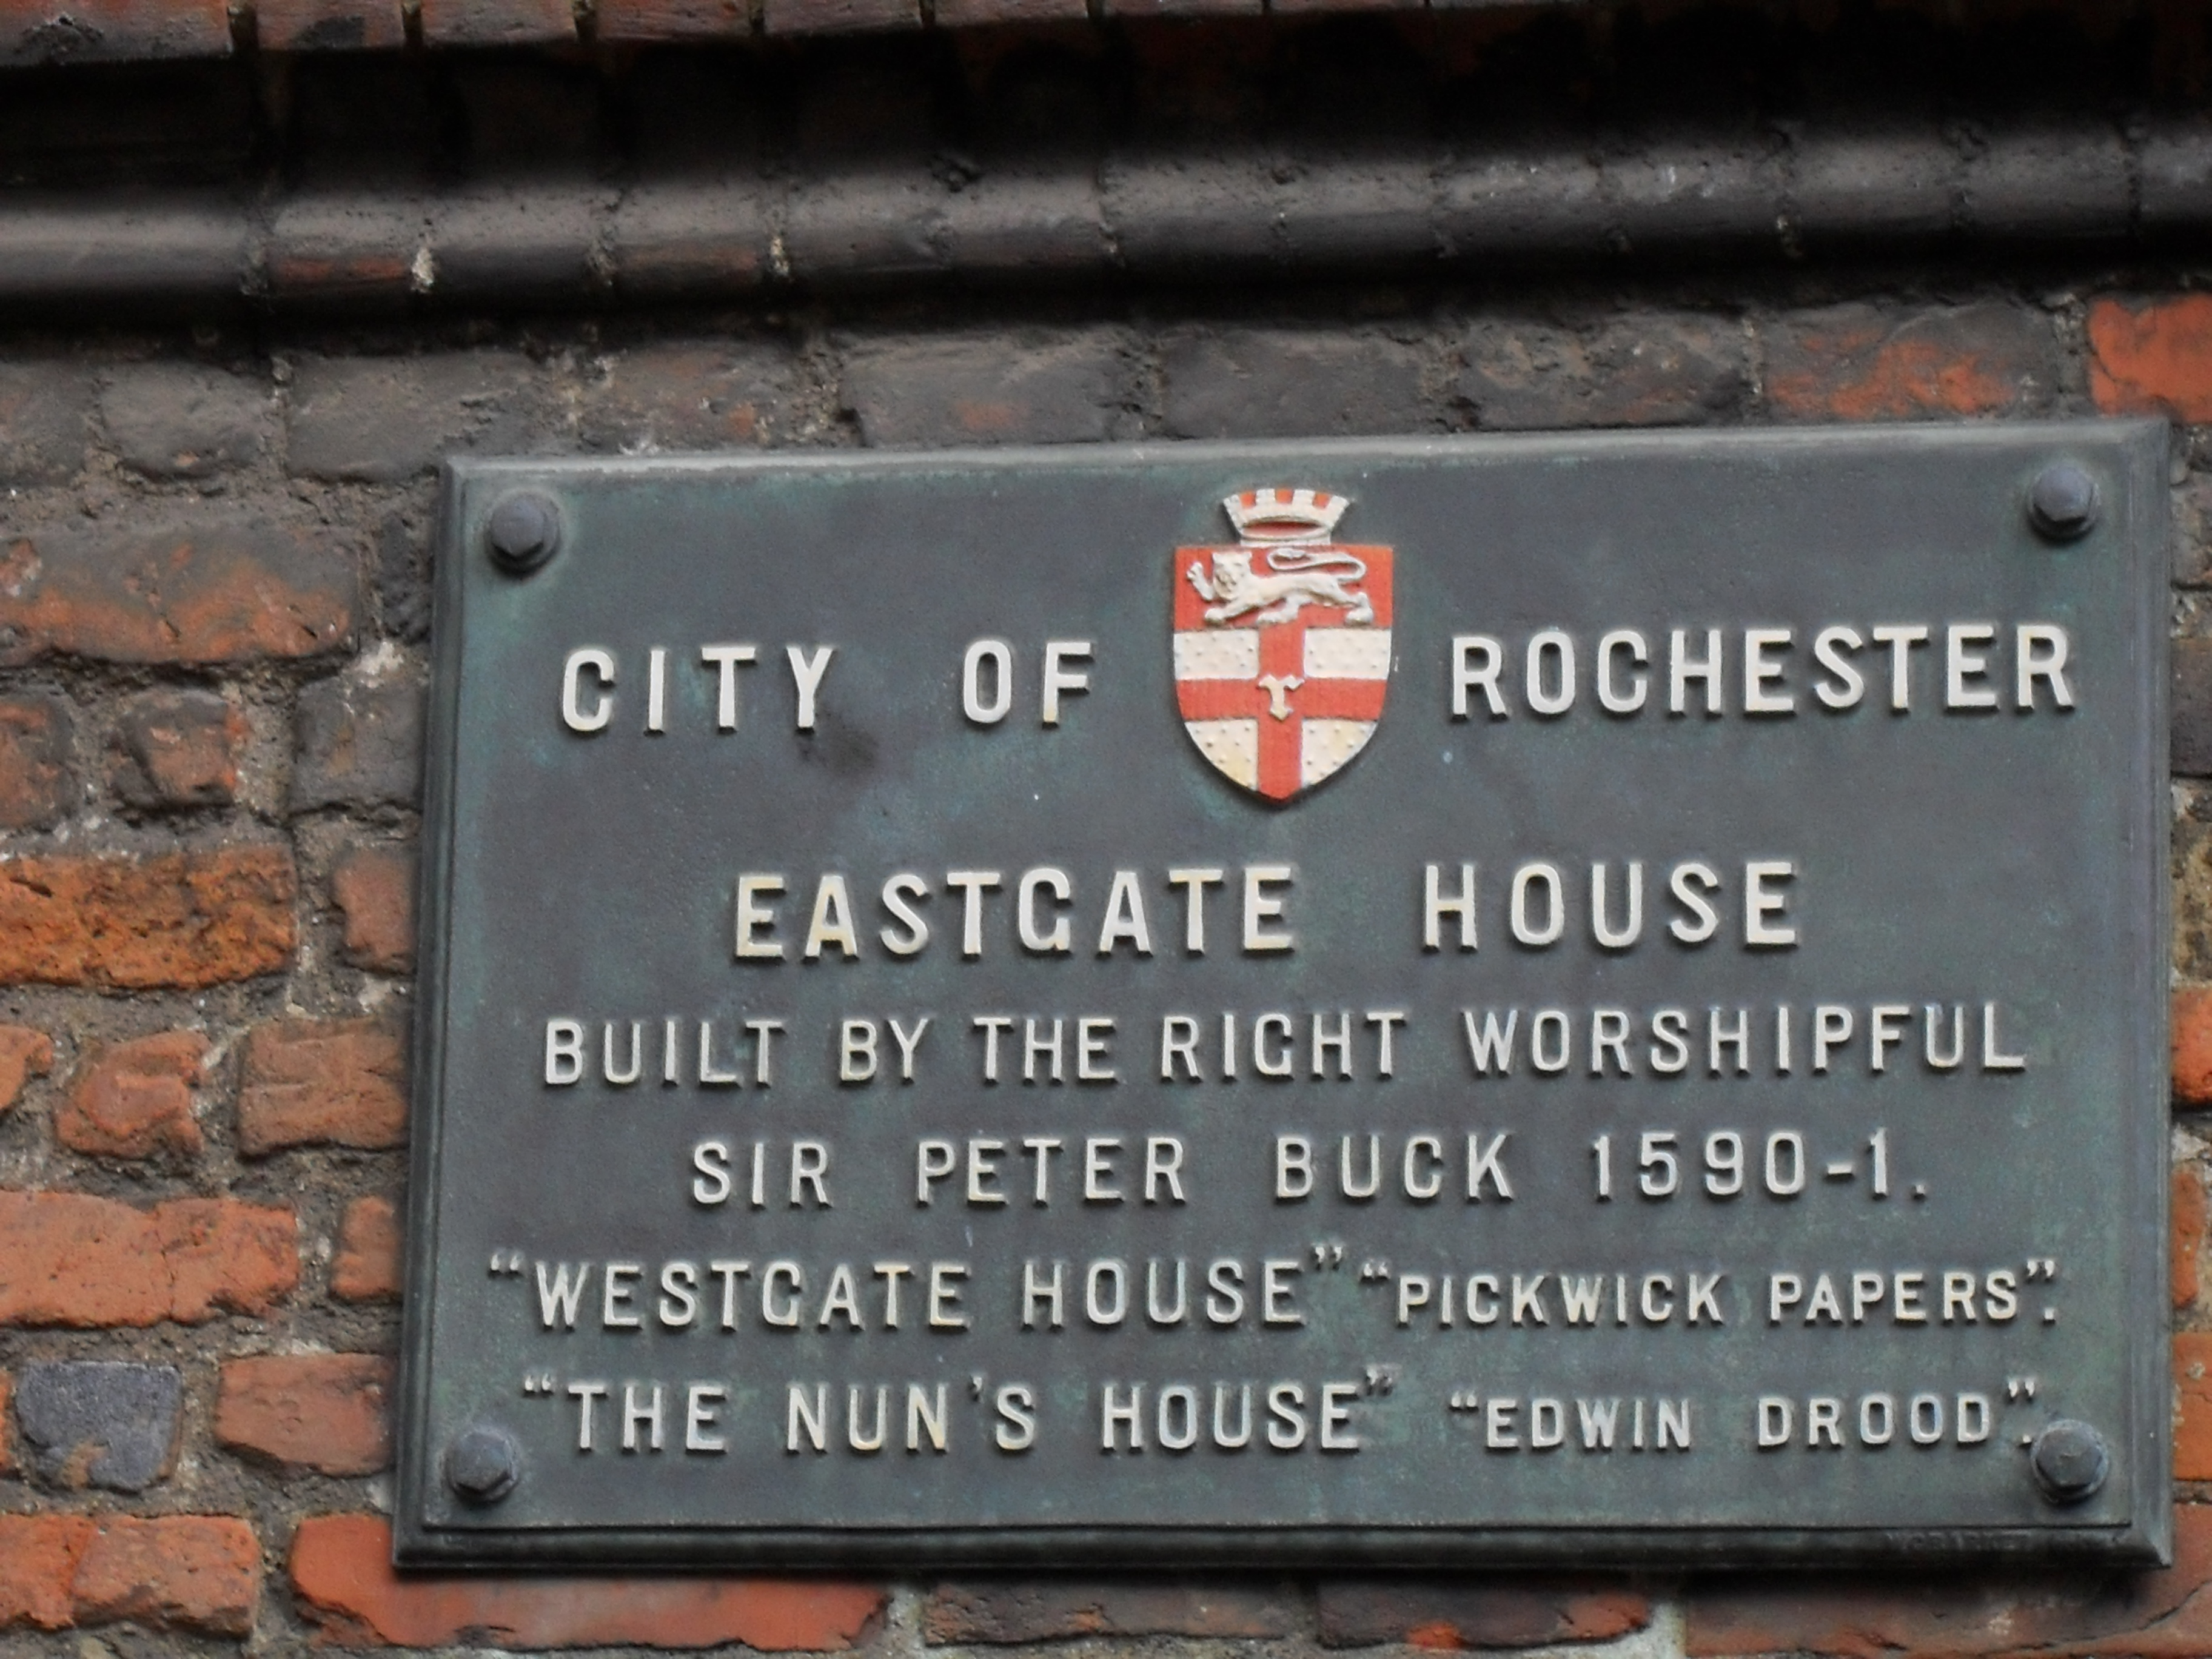 CITY OF ROCHESTER
EASTGATE HOUSE
BUILT BY THE RIGHT WORSHIPFUL
SIR PETER BUCK 1590-1.
"WESTGATE HOUSE" "PICKWICK PAPERS".
"THE NUN'S HOUSE" "EDWIN DROOD".